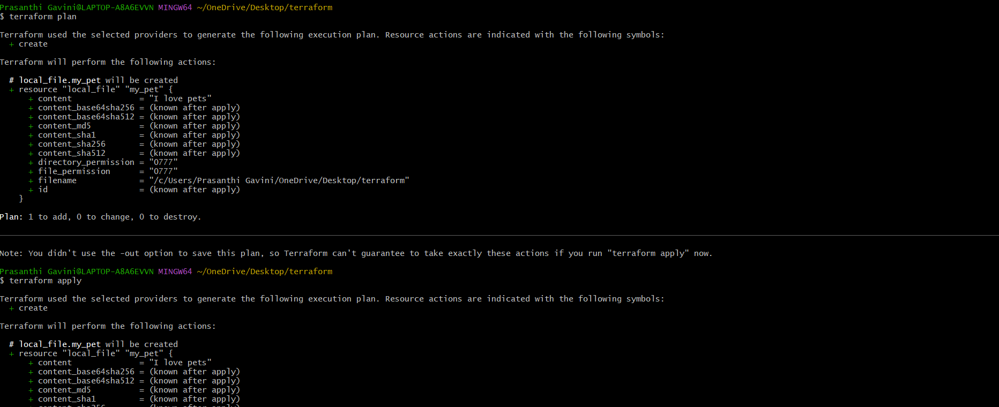 Prasanthi Gavini@LAPTOP-A8A6EVVN MINGW64 ~/OneDrive/Desktop/terraform
$ terraform plan
Terraform used the selected providers to generate the following execution plan. Resource actions are indicated with the following symbols:
+ create
Terraform will perform the following actions:
# local_file.my_pet will be created
+ resource "local_file" "my_pet" {
+ content = "I love pets"
+ content_base64sha256 = (known after apply)
+ content_base64sha512 = (known after apply)
+ content_md5 = (known after apply)
+ content_sha1 = (known after apply)
+ content_sha256 = (known after apply)
+ content_sha512 = (known after apply)
+ directory_permission = "0777"
+ file_permission = "0777"
+ filename = "/c/Users/Prasanthi Gavini/OneDrive/Desktop/terraform"
+ id = (known after apply)
}
Plan: 1 to add, 0 to change, 0 to destroy.
Note: You didn't use the -out option to save this plan, so Terraform can't guarantee to take exactly these actions if you run "terraform apply" now.
Prasanthi Gavini@LAPTOP-A8A6EVVN MINGW64 ~/OneDrive/Desktop/terraform
$ terraform apply
Terraform used the selected providers to generate the following execution plan. Resource actions are indicated with the following symbols:
+ create
Terraform will perform the following actions:
# local_file.my_pet will be created
+ resource "local_file" "my_pet" {
+ content = "I love pets"
+ content_base64sha256 = (known after apply)
+ content_base64sha512 = (known after apply)
+ content_md5 = (known after apply)
+ content_sha1 = (known after apply)
+ content_sha256 = (known after apply)